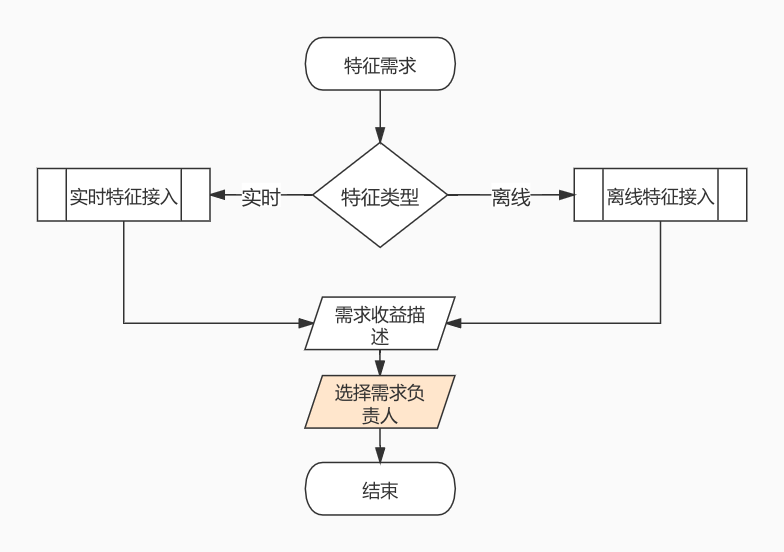 特征需求
实时特征接入
实时
特征类型
离线
离线特征接入
需求收益描
述
选择需求负
责人
结束